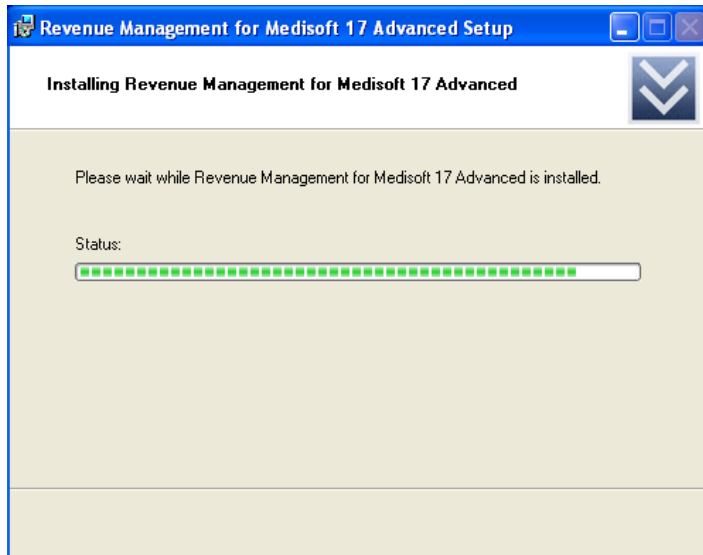 Revenue Management for Medisoft 17 Advanced Setup
Installing Revenue Management for Medisoft 17 Advanced
Please wait while Revenue Management for Medisoft 17 Advanced is installed.
Status: